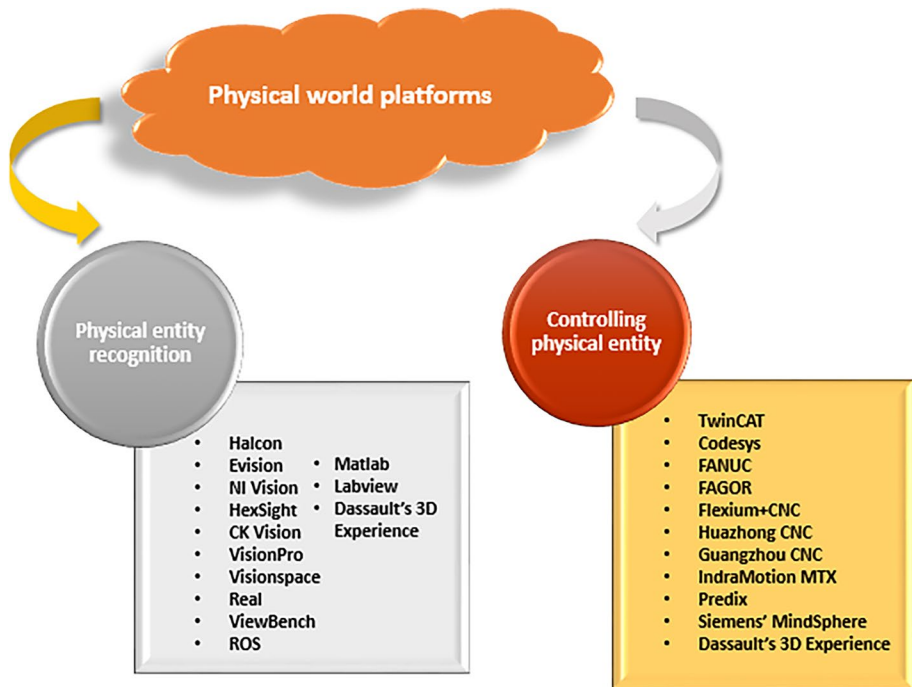 Physical world platforms
Physical entity
recognition
• Halcon
• Evision
• NI Vision
• HexSight
• CK Vision
• VisionPro
• Visionspace
• Real
• ViewBench
• ROS
• Matlab
• Labview
• Dassault's 3D
Experience
Controlling
physical entity
• TwinCAT
• Codesys
• FANUC
• FAGOR
• Flexium+CNC
• Huazhong CNC
• Guangzhou CNC
• IndraMotion MTX
• Predix
• Siemens' MindSphere
• Dassault's 3D Experience